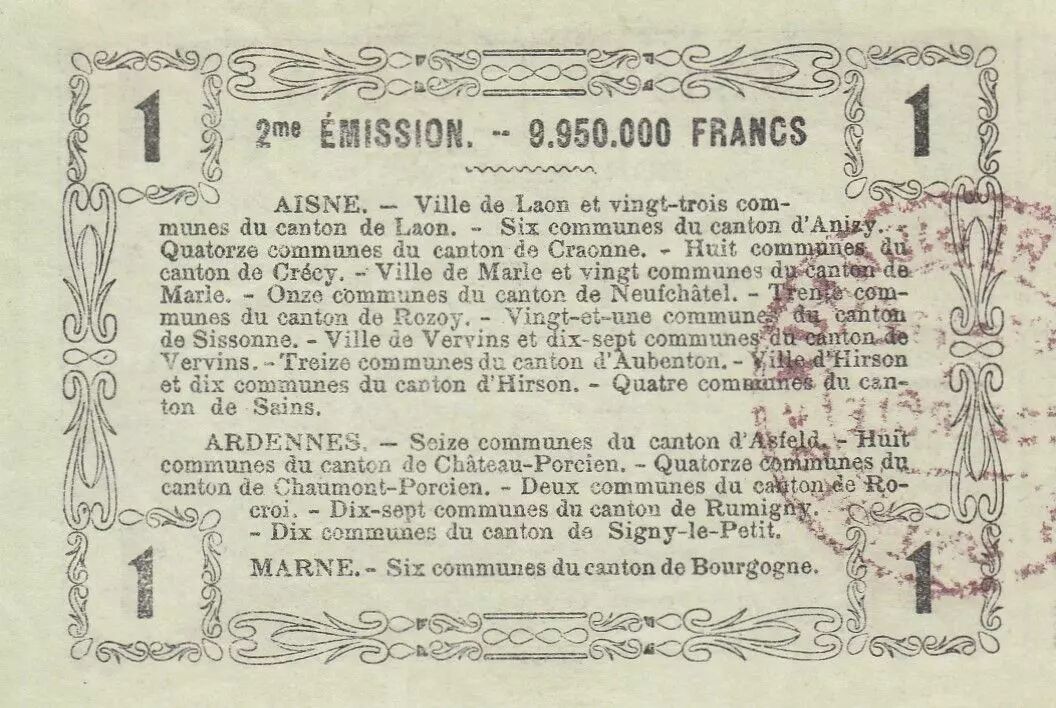 1 1
2me ÉMISSION. -- 9.950.000 FRANCS
AISNE. — Ville de Laon et vingt-trois com-
munes du canton de Laon. - Six communes du canton d'Anizy. -
Quatorze communes du canton de Craonne. - Huit communes du
canton de Crécy. - Ville de Marle et vingt communes du canton de
Marle. - Onze communes du canton de Neufchâtel. - Trente com-
munes du canton de Rozoy. - Vingt-et-une communes du canton
de Sissonne. - Ville de Vervins et dix-sept communes du canton de
Vervins. - Treize communes du canton d'Aubenton. - Ville d'Hirson
et dix communes du canton d'Hirson. - Quatre communes du can-
ton de Sains.
ARDENNES. — Seize communes du canton d'Asfeld. - Huit
communes du canton de Château-Porcien. - Quatorze communes du
canton de Chaumont-Porcien. - Deux communes du canton de Ro-
croi. - Dix-sept communes du canton de Rumigny.
- Dix communes du canton de Signy-le-Petit.
MARNE. - Six communes du canton de Bourgogne.
1 1